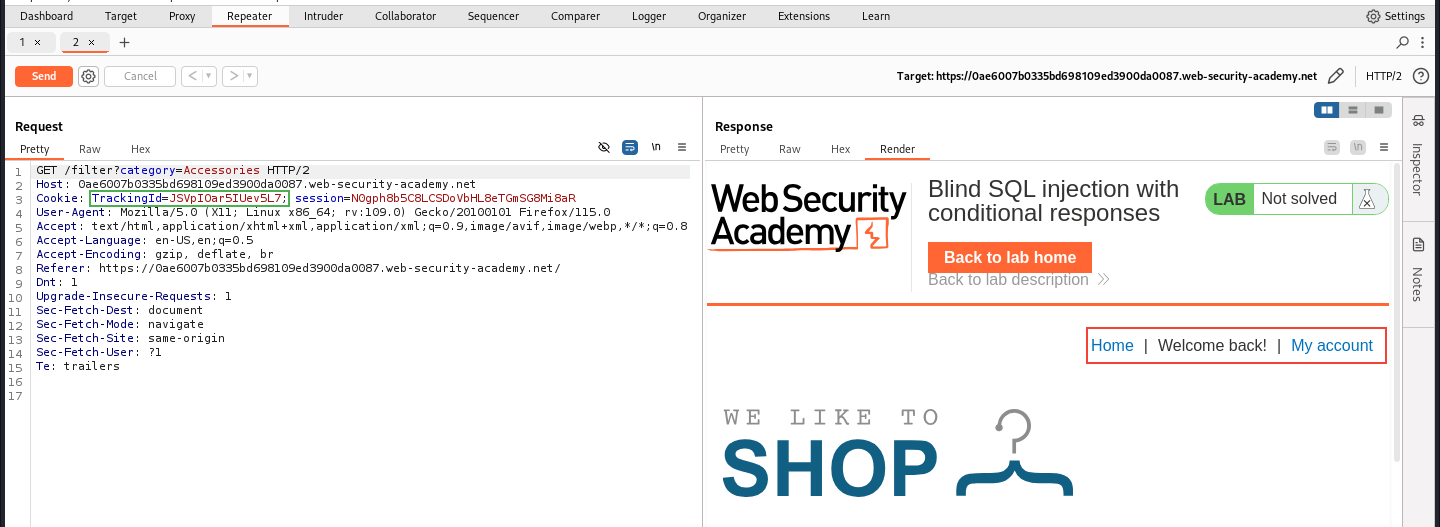 Dashboard Target Proxy Repeater Intruder Collaborator Sequencer Comparer Logger Organizer Extensions Learn Settings
1 × 2 × +
Send Cancel < > Target: https://0ae6007b0335bd698109ed3900da0087.web-security-academy.net HTTP/2 ?
Request
Pretty Raw Hex \n
1 GET /filter?category=Accessories HTTP/2
2 Host: 0ae6007b0335bd698109ed3900da0087.web-security-academy.net
3 Cookie: TrackingId=JSVpIOar5IUev5L7; session=NOgph8b5C8LCSDoVbHL8eTGmSG8Mi8aR
4 User-Agent: Mozilla/5.0 (X11; Linux x86_64; rv:109.0) Gecko/20100101 Firefox/115.0
5 Accept: text/html,application/xhtml+xml,application/xml;q=0.9,image/avif,image/webp,*/*;q=0.8
6 Accept-Language: en-US,en;q=0.5
7 Accept-Encoding: gzip, deflate, br
8 Referer: https://0ae6007b0335bd698109ed3900da0087.web-security-academy.net/
9 Dnt: 1
10 Upgrade-Insecure-Requests: 1
11 Sec-Fetch-Dest: document
12 Sec-Fetch-Mode: navigate
13 Sec-Fetch-Site: same-origin
14 Sec-Fetch-User: ?1
15 Te: trailers
16
17
Response
Pretty Raw Hex Render \n
Web Security
Academy
Blind SQL injection with
conditional responses
LAB Not solved
Back to lab home
Back to lab description
Home | Welcome back! | My account
WE LIKE TO
SHOP
Inspector
Notes